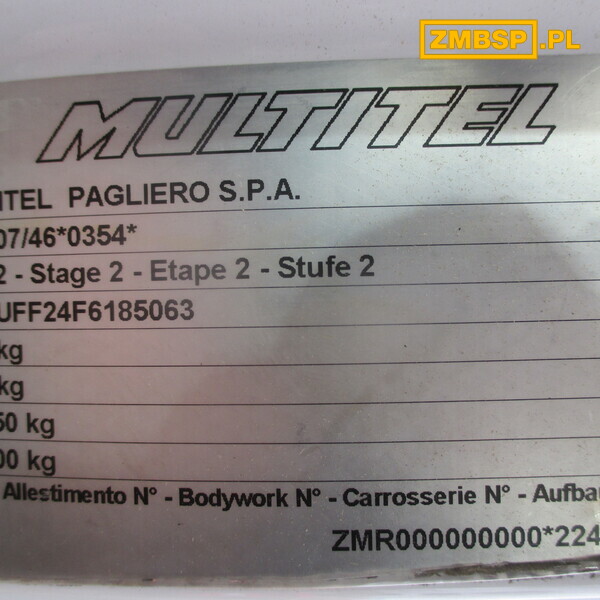 ZMBSP.PL
MULTITEL
ITEL PAGLIERO S.P.A.
07/46*0354*
2 - Stage 2 - Etape 2 - Stufe 2
UFF24F6185063
kg
kg
50 kg
00 kg
Allestimento N° - Bodywork N° - Carrosserie N° - Aufba
ZMR000000000*224